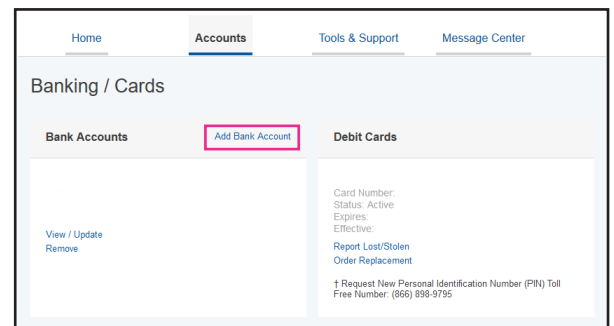 Home Accounts Tools & Support Message Center
Banking / Cards
Bank Accounts Add Bank Account
View / Update
Remove
Debit Cards
Card Number:
Status: Active
Expires:
Effective:
Report Lost/Stolen
Order Replacement
† Request New Personal Identification Number (PIN) Toll
Free Number: (866) 898-9795